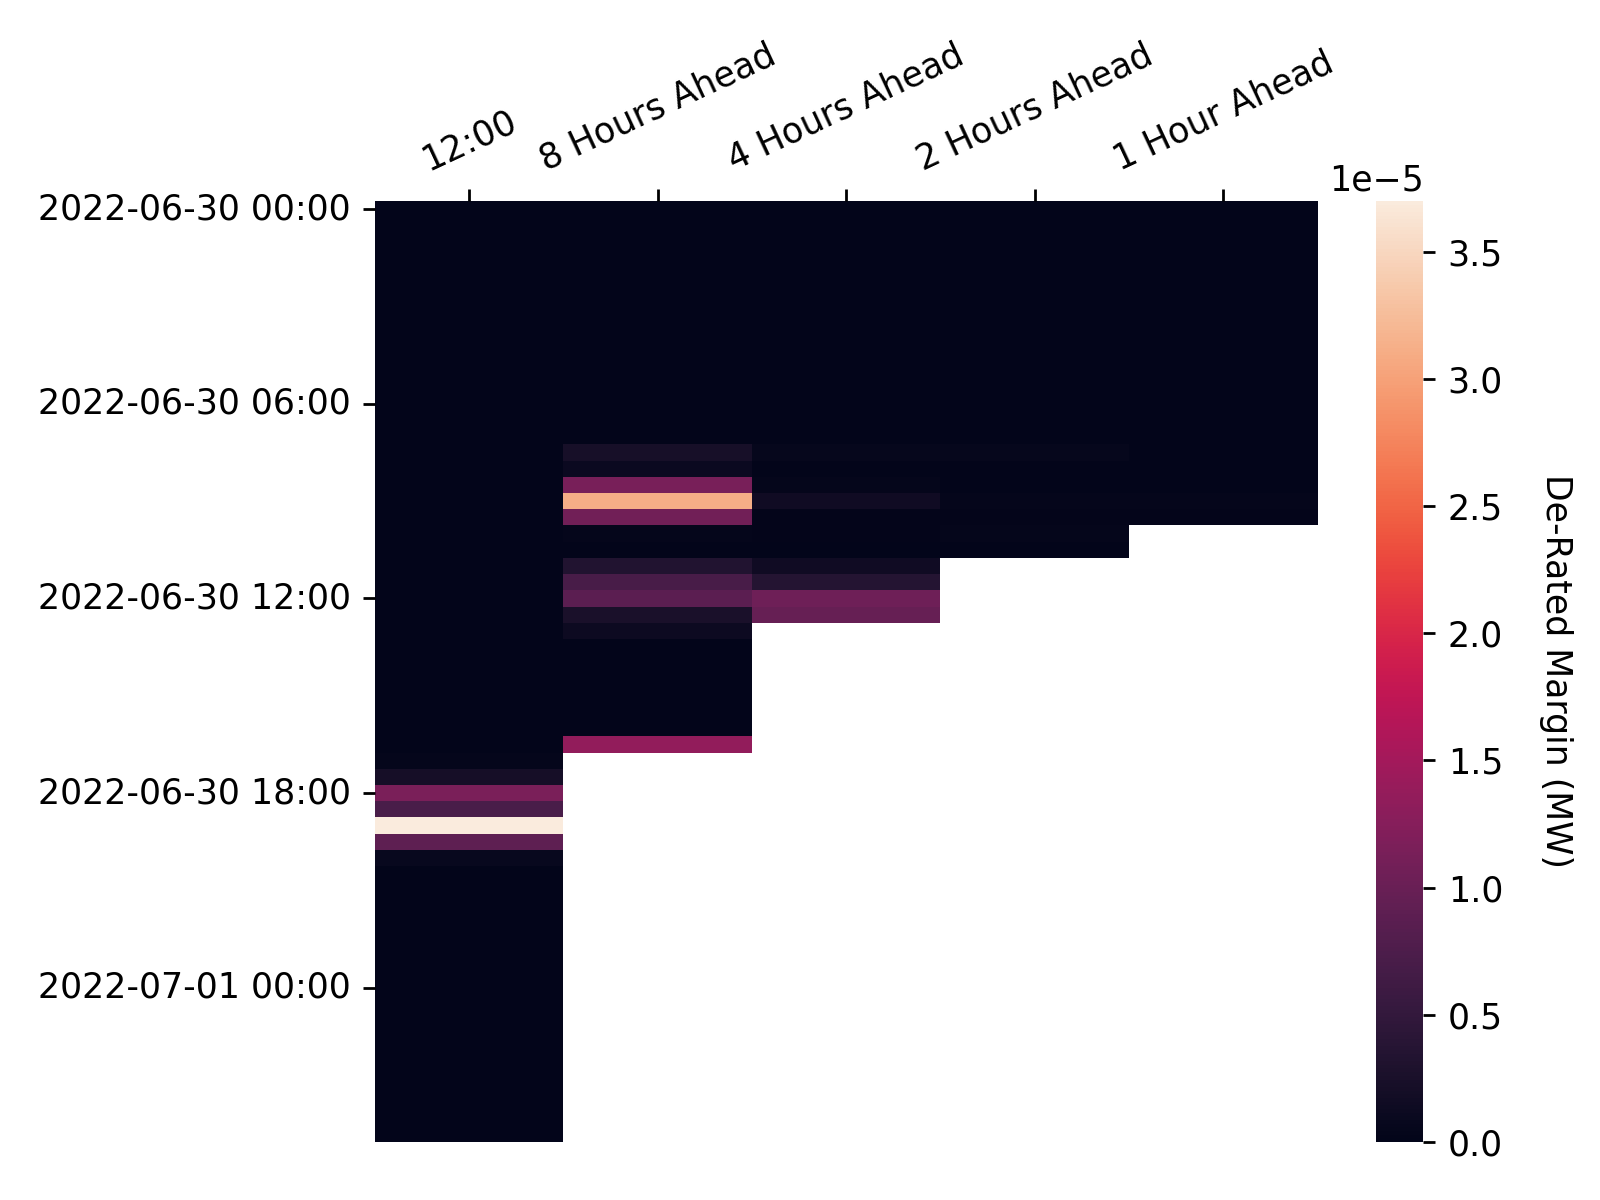 12:00
8 Hours Ahead
4 Hours Ahead
2 Hours Ahead
1 Hour Ahead
1e−5
2022-06-30 00:00
2022-06-30 06:00
2022-06-30 12:00
2022-06-30 18:00
2022-07-01 00:00
3.5
3.0
2.5
2.0
1.5
1.0
0.5
0.0
De-Rated Margin (MW)